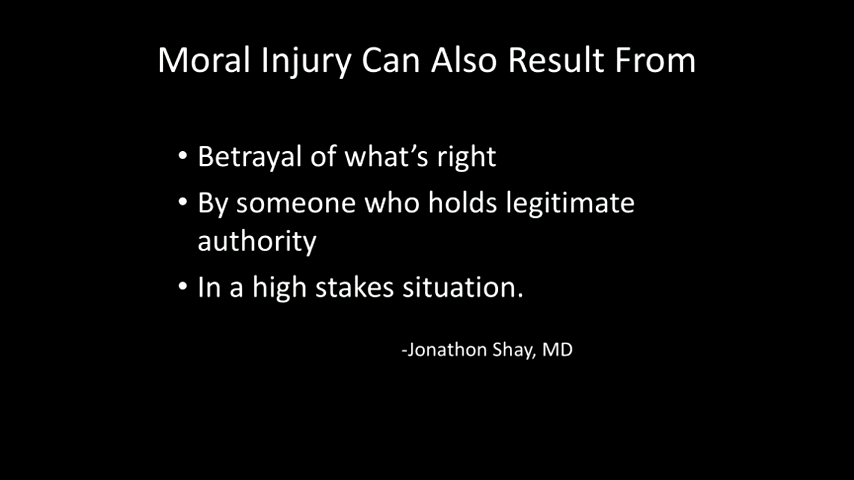 Moral Injury Can Also Result From
• Betrayal of what’s right
• By someone who holds legitimate
authority
• In a high stakes situation.
-Jonathon Shay, MD